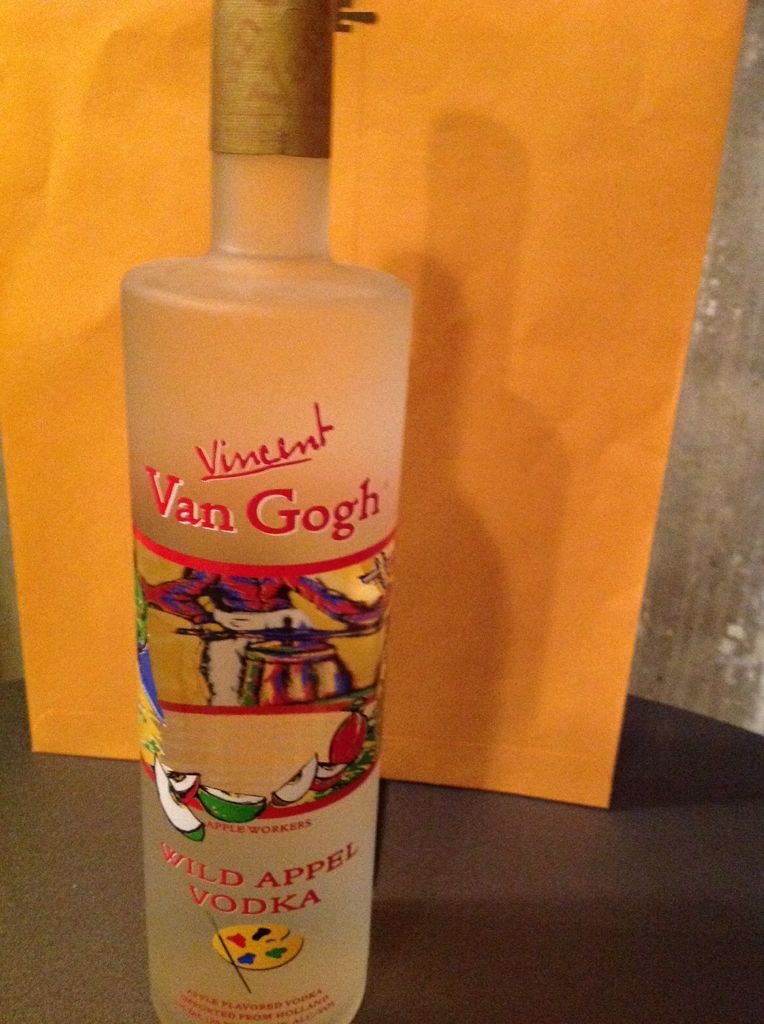 Vincent
Van Gogh
APPLE WORKERS
WILD APPEL
VODKA
APPLE FLAVORED VODKA
IMPORTED FROM HOLLAND